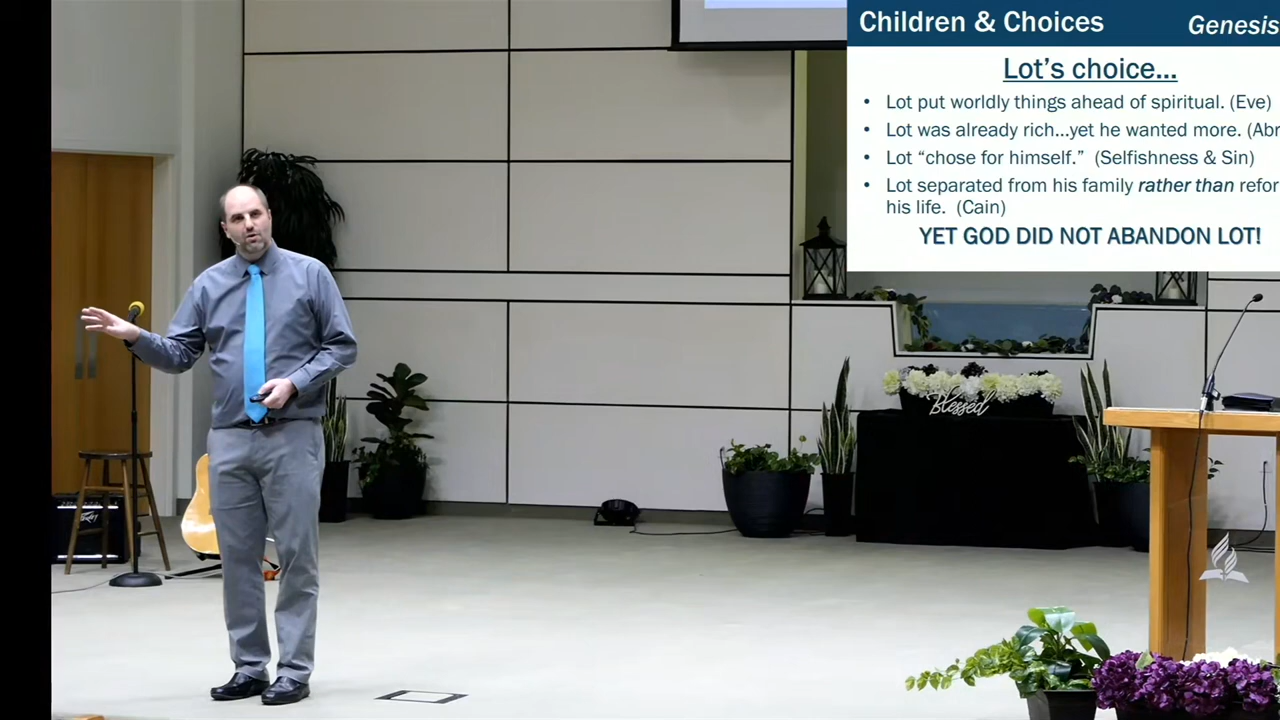 Children & Choices Genesis
Lot's choice...
• Lot put worldly things ahead of spiritual. (Eve)
• Lot was already rich...yet he wanted more. (Abr
• Lot “chose for himself.” (Selfishness & Sin)
• Lot separated from his family rather than refor
his life. (Cain)
YET GOD DID NOT ABANDON LOT!
Blessed